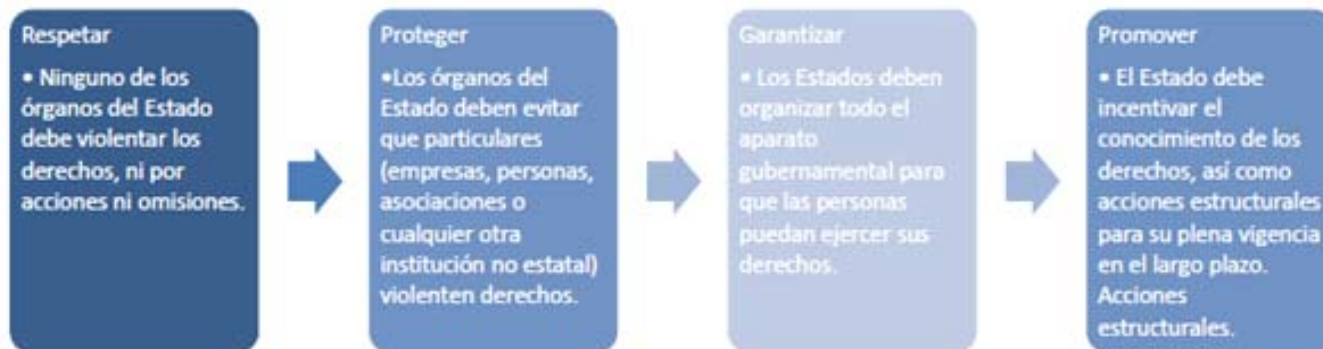 Respetar
• Ninguno de los
órganos del Estado
debe violentar los
derechos, ni por
acciones ni omisiones.
Proteger
•Los órganos del
Estado deben evitar
que particulares
(empresas, personas,
asociaciones o
cualquier otra
institución no estatal)
violenten derechos.
Garantizar
• Los Estados deben
organizar todo el
aparato
gubernamental para
que las personas
puedan ejercer sus
derechos.
Promover
• El Estado debe
incentivar el
conocimiento de los
derechos, así como
acciones estructurales
para su plena vigencia
en el largo plazo.
Acciones
estructurales.